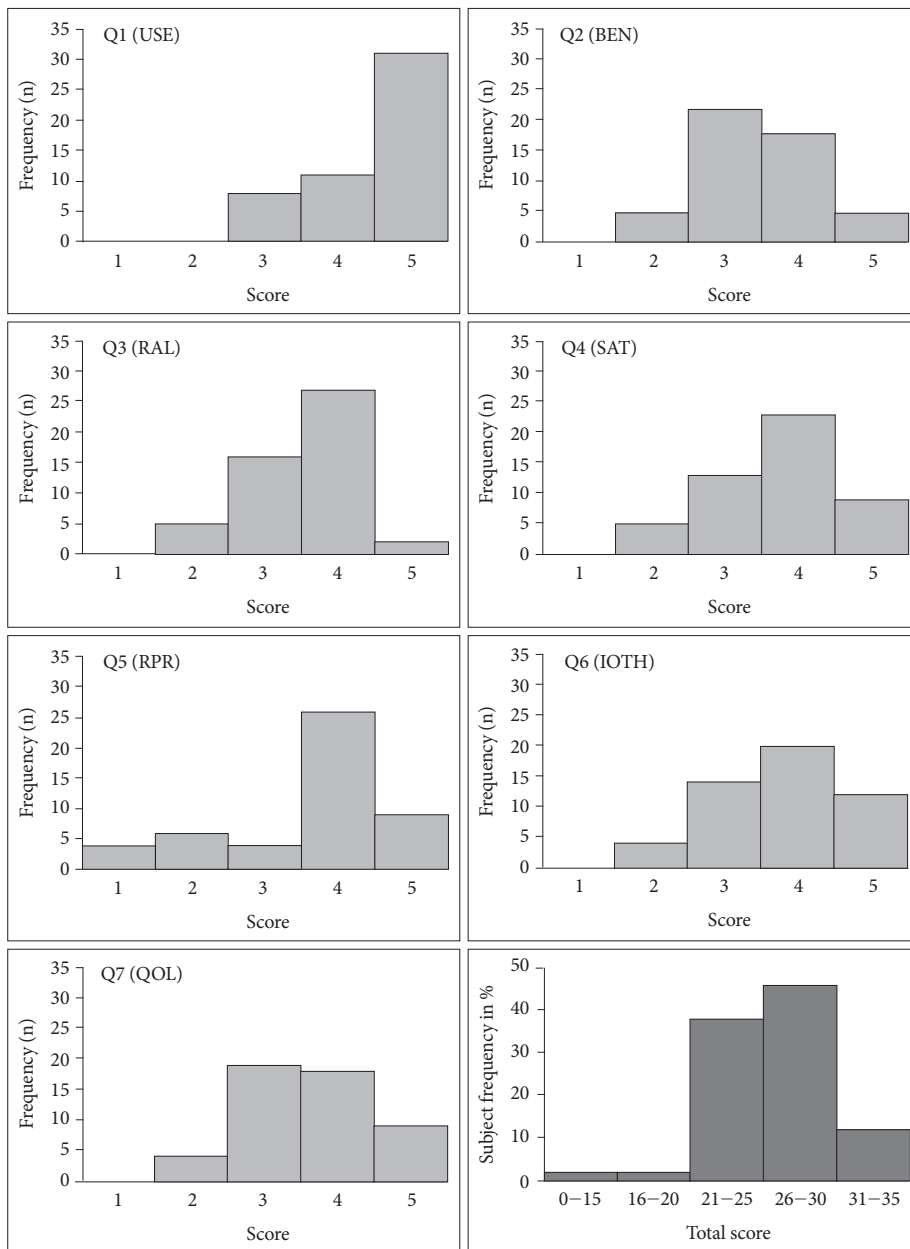 Q1 (USE)
Frequency (n)
35
30
25
20
15
10
5
0
1 2 3 4 5
Score
Q2 (BEN)
Frequency (n)
35
30
25
20
15
10
5
0
1 2 3 4 5
Score
Q3 (RAL)
Frequency (n)
35
30
25
20
15
10
5
0
1 2 3 4 5
Score
Q4 (SAT)
Frequency (n)
35
30
25
20
15
10
5
0
1 2 3 4 5
Score
Q5 (RPR)
Frequency (n)
35
30
25
20
15
10
5
0
1 2 3 4 5
Score
Q6 (IOTH)
Frequency (n)
35
30
25
20
15
10
5
0
1 2 3 4 5
Score
Q7 (QOL)
Frequency (n)
35
30
25
20
15
10
5
0
1 2 3 4 5
Score
Subject frequency in %
50
40
30
20
10
0
0−15 16−20 21−25 26−30 31−35
Total score